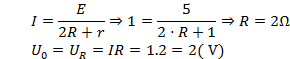 I = E / (2R + r) ⇒ 1 = 5 / (2 · R + 1) ⇒ R = 2Ω
U₀ = U_R = IR = 1.2 = 2( V)